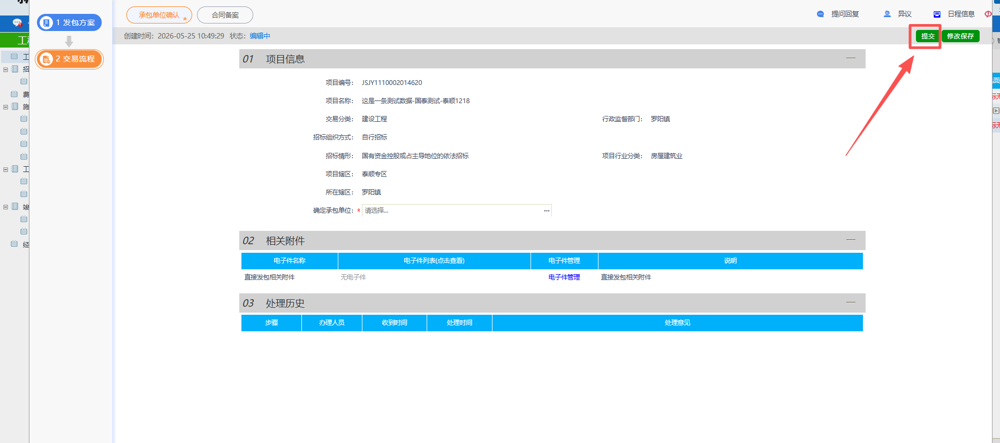 承包单位确认 *
合同备案
提问回复
异议
日程信息
1 发包方案
2 交易流程
创建时间： 2026-05-25 10:49:29 状态： 编辑中
提交
修改保存
工
工
招
费
施
工
竣
经
01 项目信息
项目编号： JSJY1110002014620
项目名称： 这是一条测试数据-国泰测试-泰顺1218
交易分类： 建设工程
行政监督部门： 罗阳镇
招标组织方式： 自行招标
招标情形： 国有资金控股或占主导地位的依法招标
项目行业分类： 房屋建筑业
项目辖区： 泰顺专区
所在辖区： 罗阳镇
确定承包单位： * 请选择... ...
02 相关附件
电子件名称 电子件列表(点击查看) 电子件管理 说明
直接发包相关附件 无电子件 电子件管理 直接发包相关附件
03 处理历史
步骤 办理人员 收到时间 处理时间 处理意见